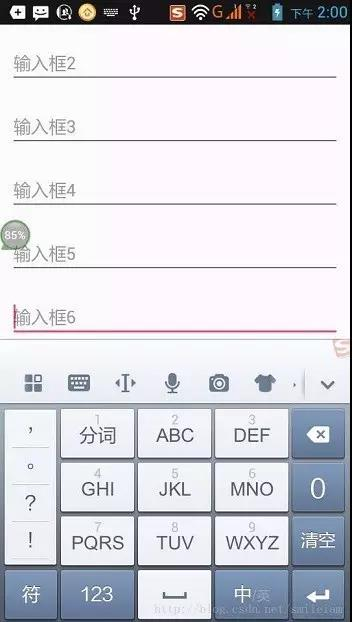 下午 2:00
输入框2
输入框3
输入框4
85%
输入框5
输入框6
, 1 分词 2 ABC 3 DEF
。 4 GHI 5 JKL 6 MNO 0
? 7 PQRS 8 TUV 9 WXYZ 清空
!
符 123 中/英
http://blog.csdn.net/smileiam